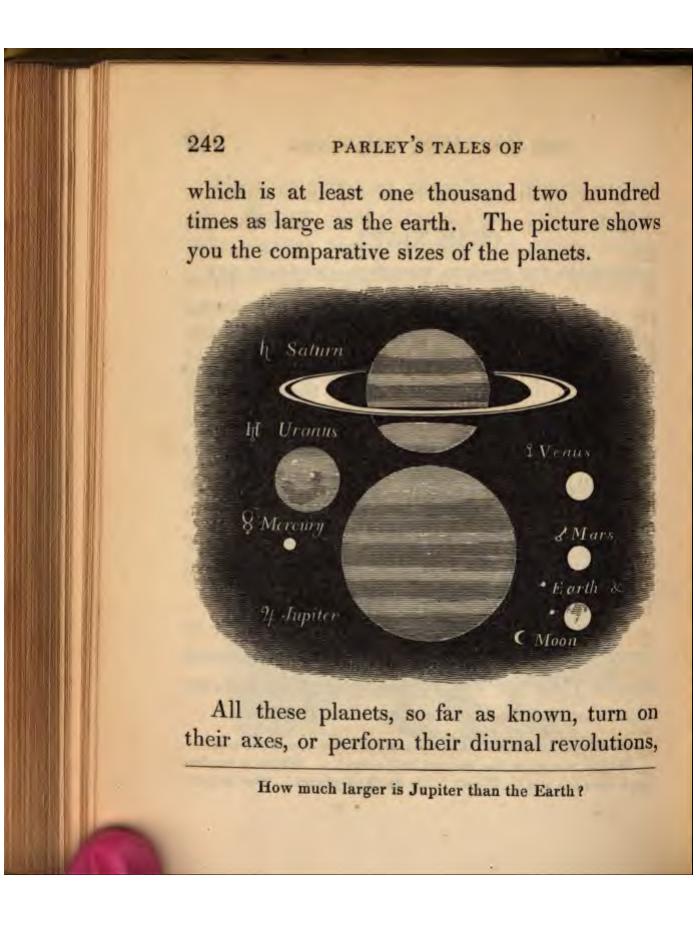 242 PARLEY'S TALES OF
which is at least one thousand two hundred
times as large as the earth. The picture shows
you the comparative sizes of the planets.
♄ Saturn
♅ Uranus
♀ Venus
☿ Mercury
♂ Mars
Earth &
♃ Jupiter
☾ Moon
All these planets, so far as known, turn on
their axes, or perform their diurnal revolutions,
How much larger is Jupiter than the Earth?